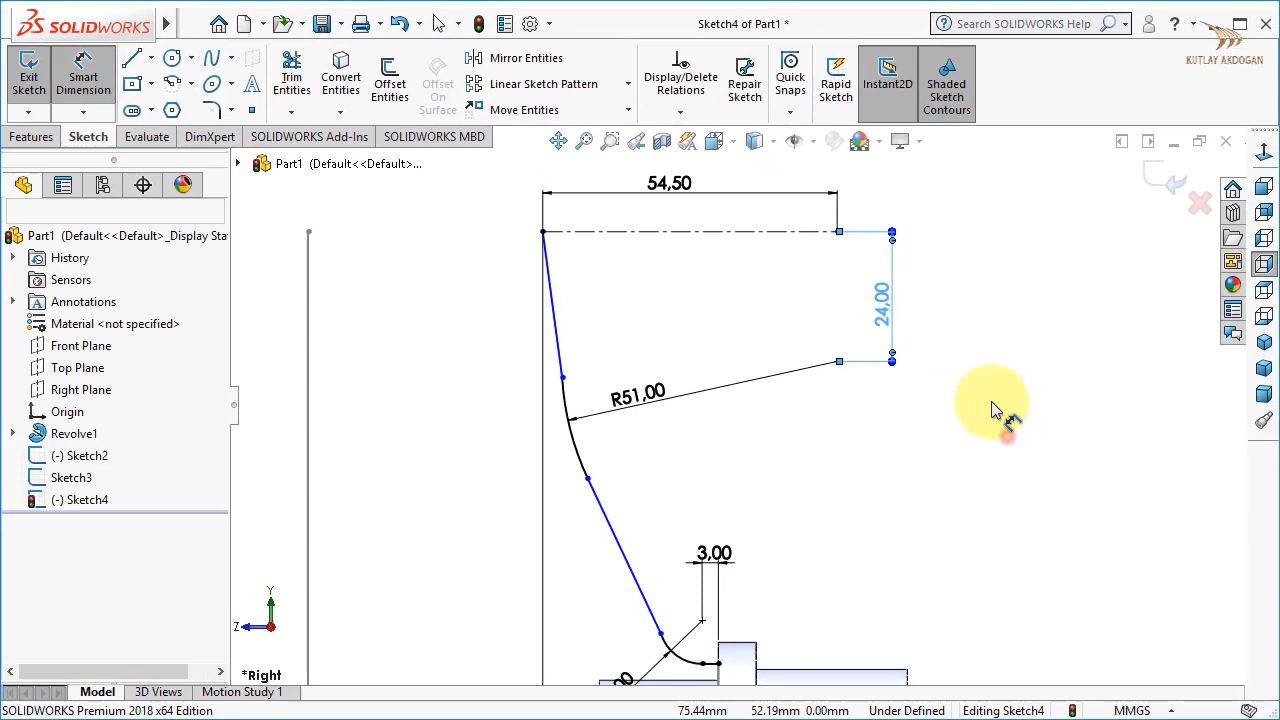 SOLIDWORKS
Sketch4 of Part1 *
Search SOLIDWORKS Help
?
KUTLAY AKDOGAN
Exit Sketch
Smart Dimension
Trim Entities
Convert Entities
Offset Entities
Offset On Surface
Mirror Entities
Linear Sketch Pattern
Move Entities
Display/Delete Relations
Repair Sketch
Quick Snaps
Rapid Sketch
Instant2D
Shaded Sketch Contours
Features
Sketch
Evaluate
DimXpert
SOLIDWORKS Add-Ins
SOLIDWORKS MBD
Part1 (Default<<Default>...
Part1 (Default<<Default>_Display Sta
History
Sensors
Annotations
Material <not specified>
Front Plane
Top Plane
Right Plane
Origin
Revolve1
(-) Sketch2
Sketch3
(-) Sketch4
54,50
24,00
R51,00
3,00
Y
Z
*Right
Model
3D Views
Motion Study 1
SOLIDWORKS Premium 2018 x64 Edition
75.44mm
52.19mm
0.00mm
Under Defined
Editing Sketch4
MMGS